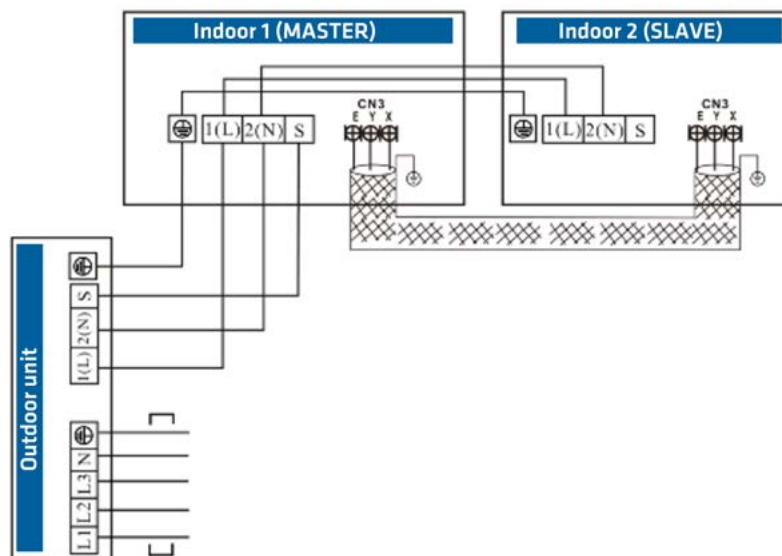 Indoor 1 (MASTER)
Indoor 2 (SLAVE)
CN3
E Y X
1(L) 2(N) S
CN3
E Y X
1(L) 2(N) S
Outdoor unit
S
2(N)
1(L)
N
L3
L2
L1